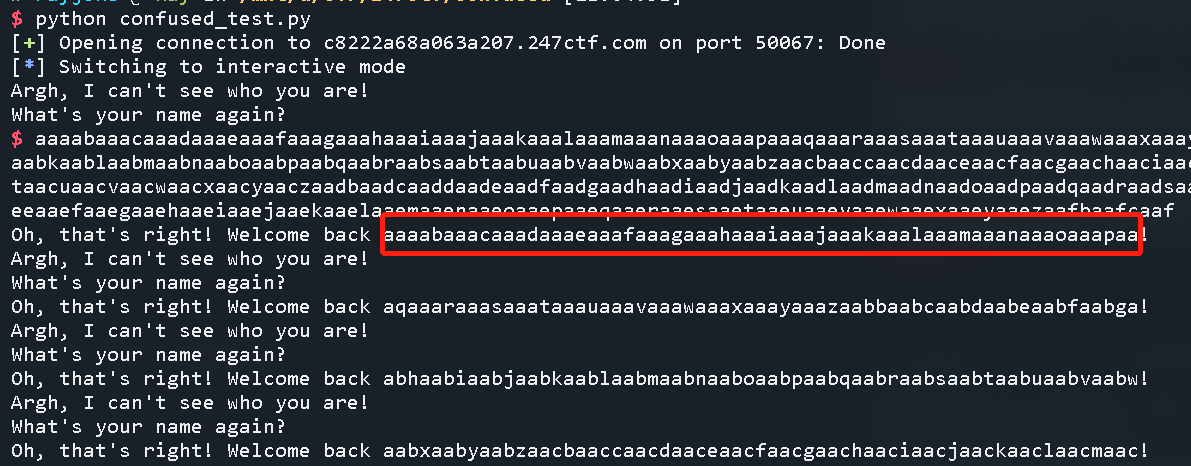 $ python confused_test.py
[+] Opening connection to c8222a68a063a207.247ctf.com on port 50067: Done
[*] Switching to interactive mode
Argh, I can't see who you are!
What's your name again?
$ aaaabaaacaaadaaaeaaafaaagaaahaaaiaaajaaakaaalaaamaaanaaaoaaapaaaqaaaraaasaaataaauaaavaaawaaaxaaay
aabkaablaabmaabnaaboaabpaabqaabraabsaabtaabuaabvaabwaabxaabyaabzaacbaaccaacdaaceaacfaacgaachaaciaac
taacuaacvaacwaacxaacyaaczaadbaadcaaddaadeaadfaadgaadhaadiaadjaadkaadlaadmaadnaadoaadpaadqaadraadsaa
eeaaefaaegaaehaaeiaaejaaekaaelaaemaaenaaeoaaepaaeqaaeraaesaaetaaeuaaevaaewaaexaaeyaaezaafbaafcaaf
Oh, that's right! Welcome back aaaabaaacaaadaaaeaaafaaagaaahaaaiaaajaaakaaalaaamaaanaaaoaaapaa!
Argh, I can't see who you are!
What's your name again?
Oh, that's right! Welcome back aqaaaraaasaaataaauaaavaaawaaaxaaayaaazaabbaabcaabdaabeaabfaabga!
Argh, I can't see who you are!
What's your name again?
Oh, that's right! Welcome back abhaabiaabjaabkaablaabmaabnaaboaabpaabqaabraabsaabtaabuaabvaabw!
Argh, I can't see who you are!
What's your name again?
Oh, that's right! Welcome back aabxaabyaabzaacbaaccaacdaaceaacfaacgaachaaciaacjaackaaclaacmaac!